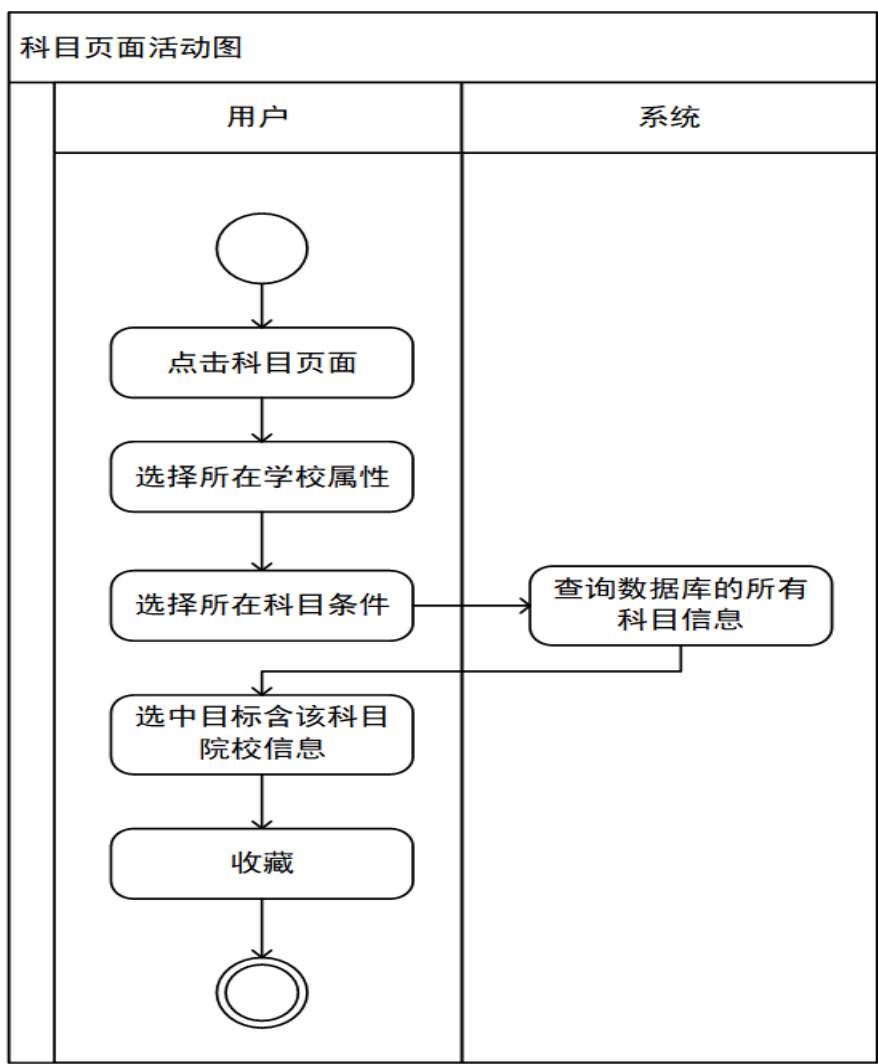 科目页面活动图
用户
系统
点击科目页面
选择所在学校属性
选择所在科目条件
查询数据库的所有
科目信息
选中目标含该科目
院校信息
收藏